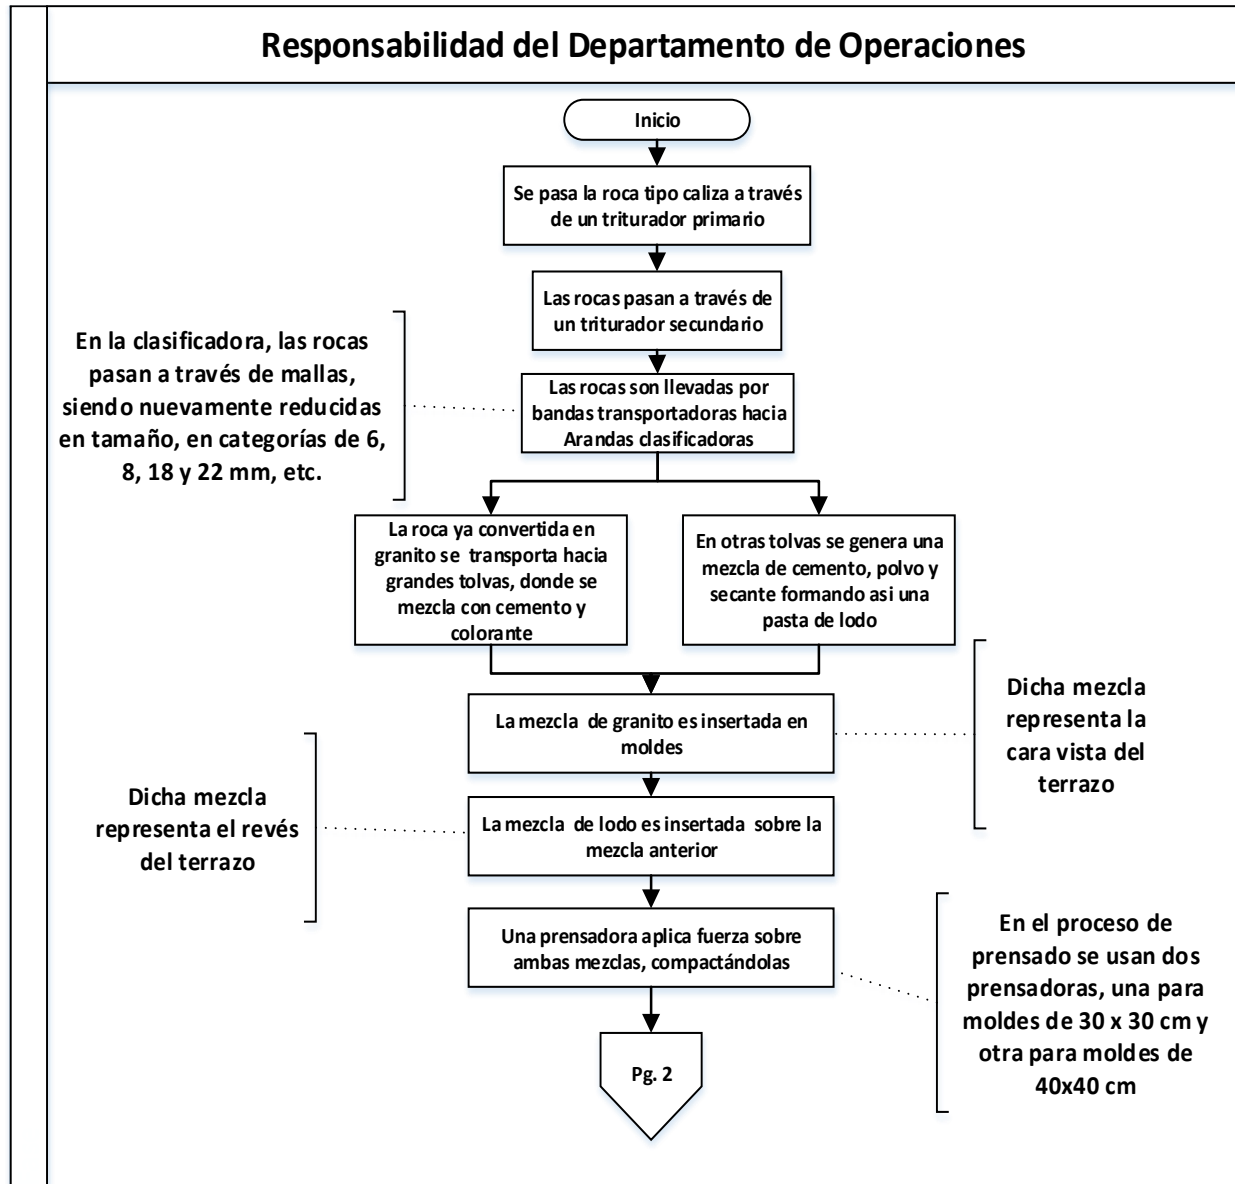 Responsabilidad del Departamento de Operaciones
Inicio
Se pasa la roca tipo caliza a través
de un triturador primario
Las rocas pasan a través de
un triturador secundario
En la clasificadora, las rocas
pasan a través de mallas,
siendo nuevamente reducidas
en tamaño, en categorías de 6,
8, 18 y 22 mm, etc.
Las rocas son llevadas por
bandas transportadoras hacia
Arandas clasificadoras
La roca ya convertida en
granito se transporta hacia
grandes tolvas, donde se
mezcla con cemento y
colorante
En otras tolvas se genera una
mezcla de cemento, polvo y
secante formando asi una
pasta de lodo
La mezcla de granito es insertada en
moldes
Dicha mezcla
representa la
cara vista del
terrazo
Dicha mezcla
representa el revés
del terrazo
La mezcla de lodo es insertada sobre la
mezcla anterior
Una prensadora aplica fuerza sobre
ambas mezclas, compactándolas
En el proceso de
prensado se usan dos
prensadoras, una para
moldes de 30 x 30 cm y
otra para moldes de
40x40 cm
Pg. 2